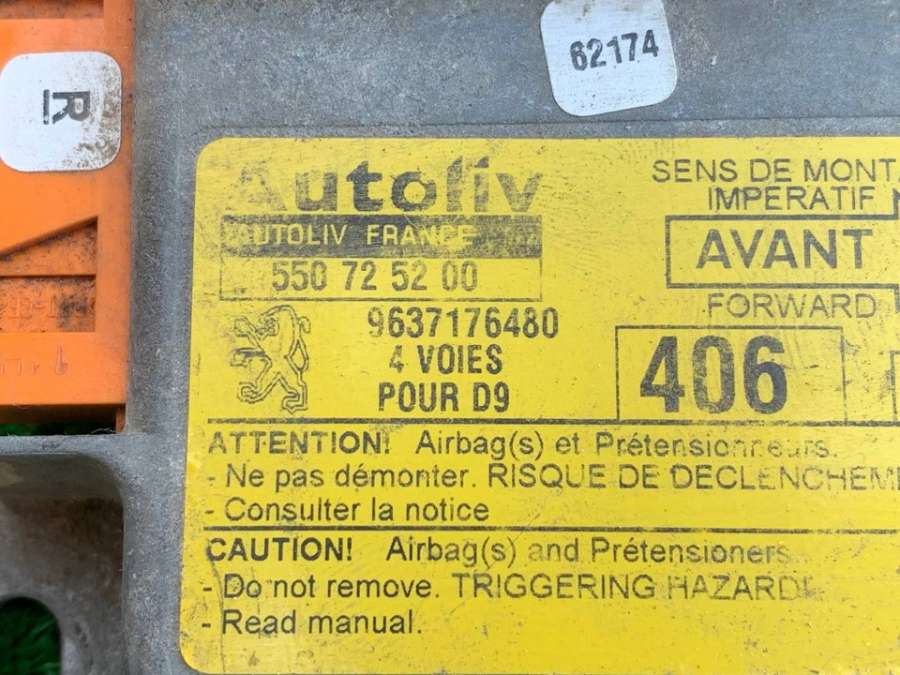 R
62174
Autoliv
AUTOLIV FRANCE
550 72 52 00
9637176480
4 VOIES
POUR D9
SENS DE
IMPERATIF
AVANT
FORWARD
406
ATTENTION! Airbag(s) et Prétensionneurs.
- Ne pas démonter. RISQUE DE
- Consulter la notice
CAUTION! Airbag(s) and Prétensioners
- Do not remove. TRIGGERING HAZARD!
- Read manual.